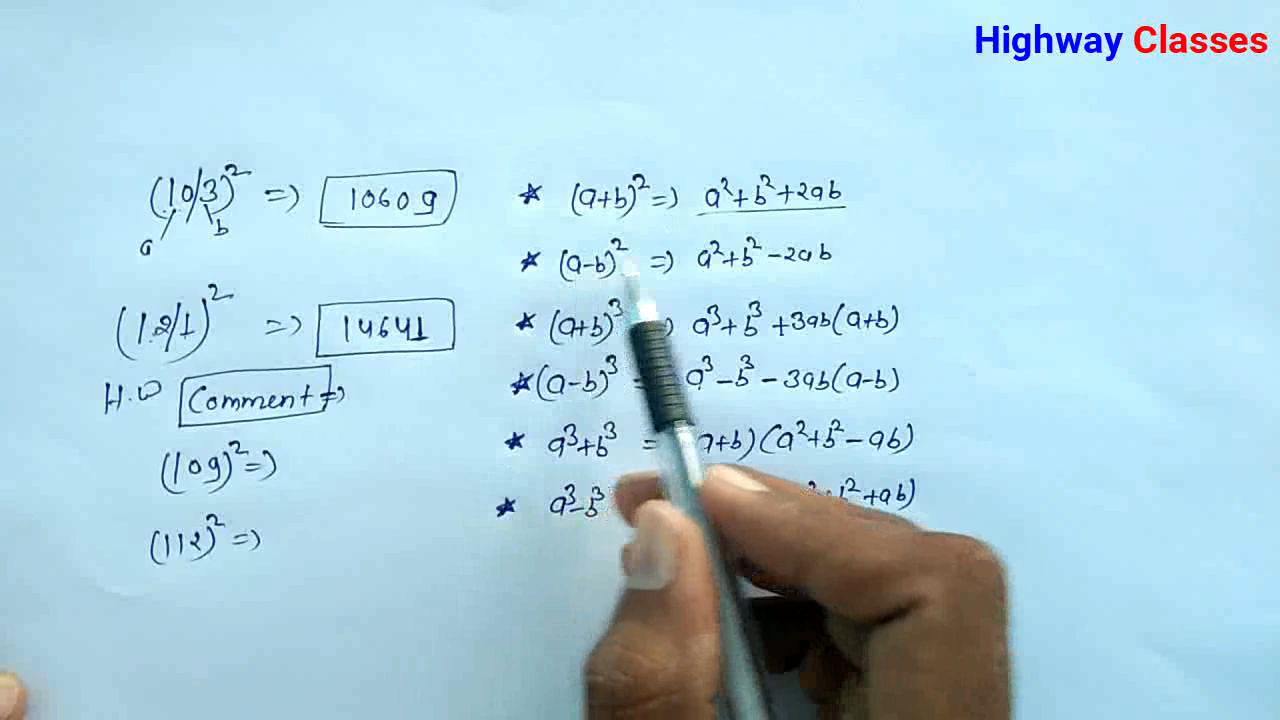 Highway Classes
(10/3)² => 10609
a b
(12/1)² => 14641
H.W Comment =>
(109)² =>
(112)² =>
* (a+b)² => a²+b²+2ab
* (a-b)² => a²+b²-2ab
* (a+b)³ a³+b³+3ab(a+b)
* (a-b)³ = a³-b³-3ab(a-b)
* a³+b³ = a+b)(a²+b²-ab)
* a³-b³ b²+ab)